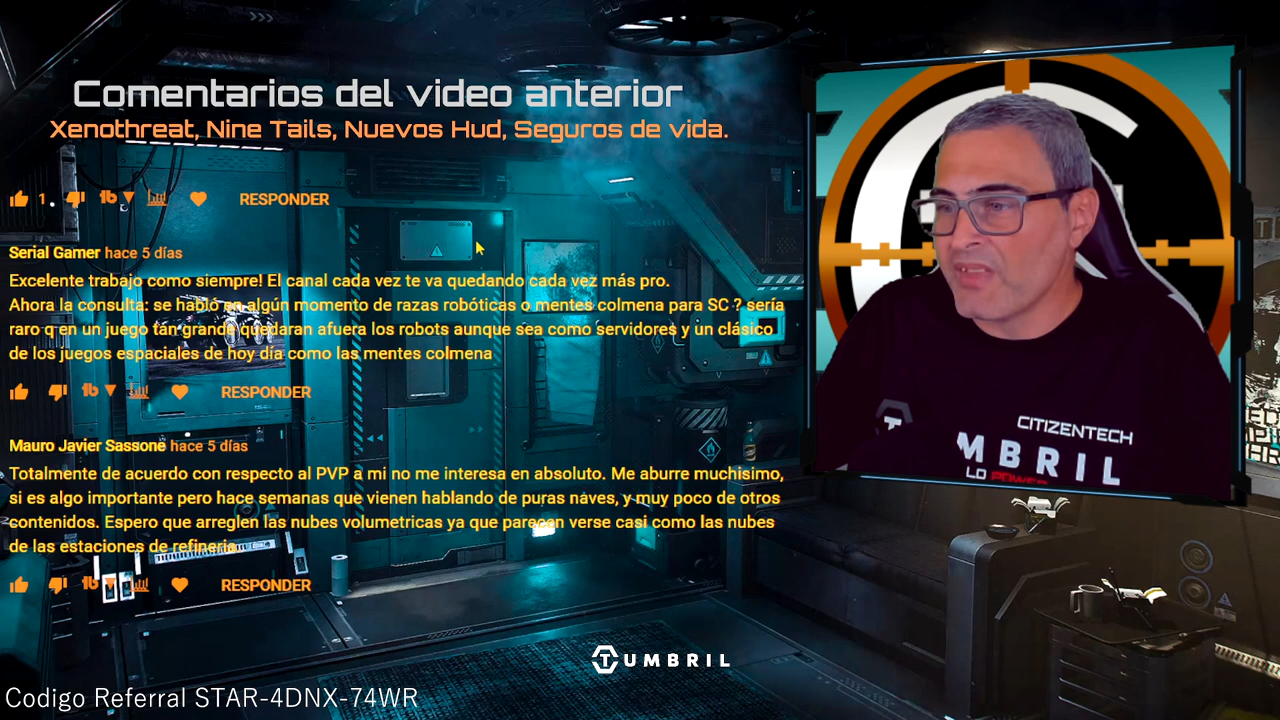 Comentarios del video anterior
Xenothreat, Nine Tails, Nuevos Hud, Seguros de vida.
1
RESPONDER
Serial Gamer hace 5 días
Excelente trabajo como siempre! El canal cada vez te va quedando cada vez más pro.
Ahora la consulta: se habló en algún momento de razas robóticas o mentes colmena para SC ? sería
raro q en un juego tan grande quedaran afuera los robots aunque sea como servidores y un clásico
de los juegos espaciales de hoy día como las mentes colmena
RESPONDER
Mauro Javier Sassone hace 5 días
Totalmente de acuerdo con respecto al PVP a mi no me interesa en absoluto. Me aburre muchisimo,
si es algo importante pero hace semanas que vienen hablando de puras naves, y muy poco de otros
contenidos. Espero que arreglen las nubes volumetricas ya que parecen verse casi como las nubes
de las estaciones de refineria.
RESPONDER
CITIZENTECH
MBRIL
LO POWER
TUMBRIL
Codigo Referral STAR-4DNX-74WR